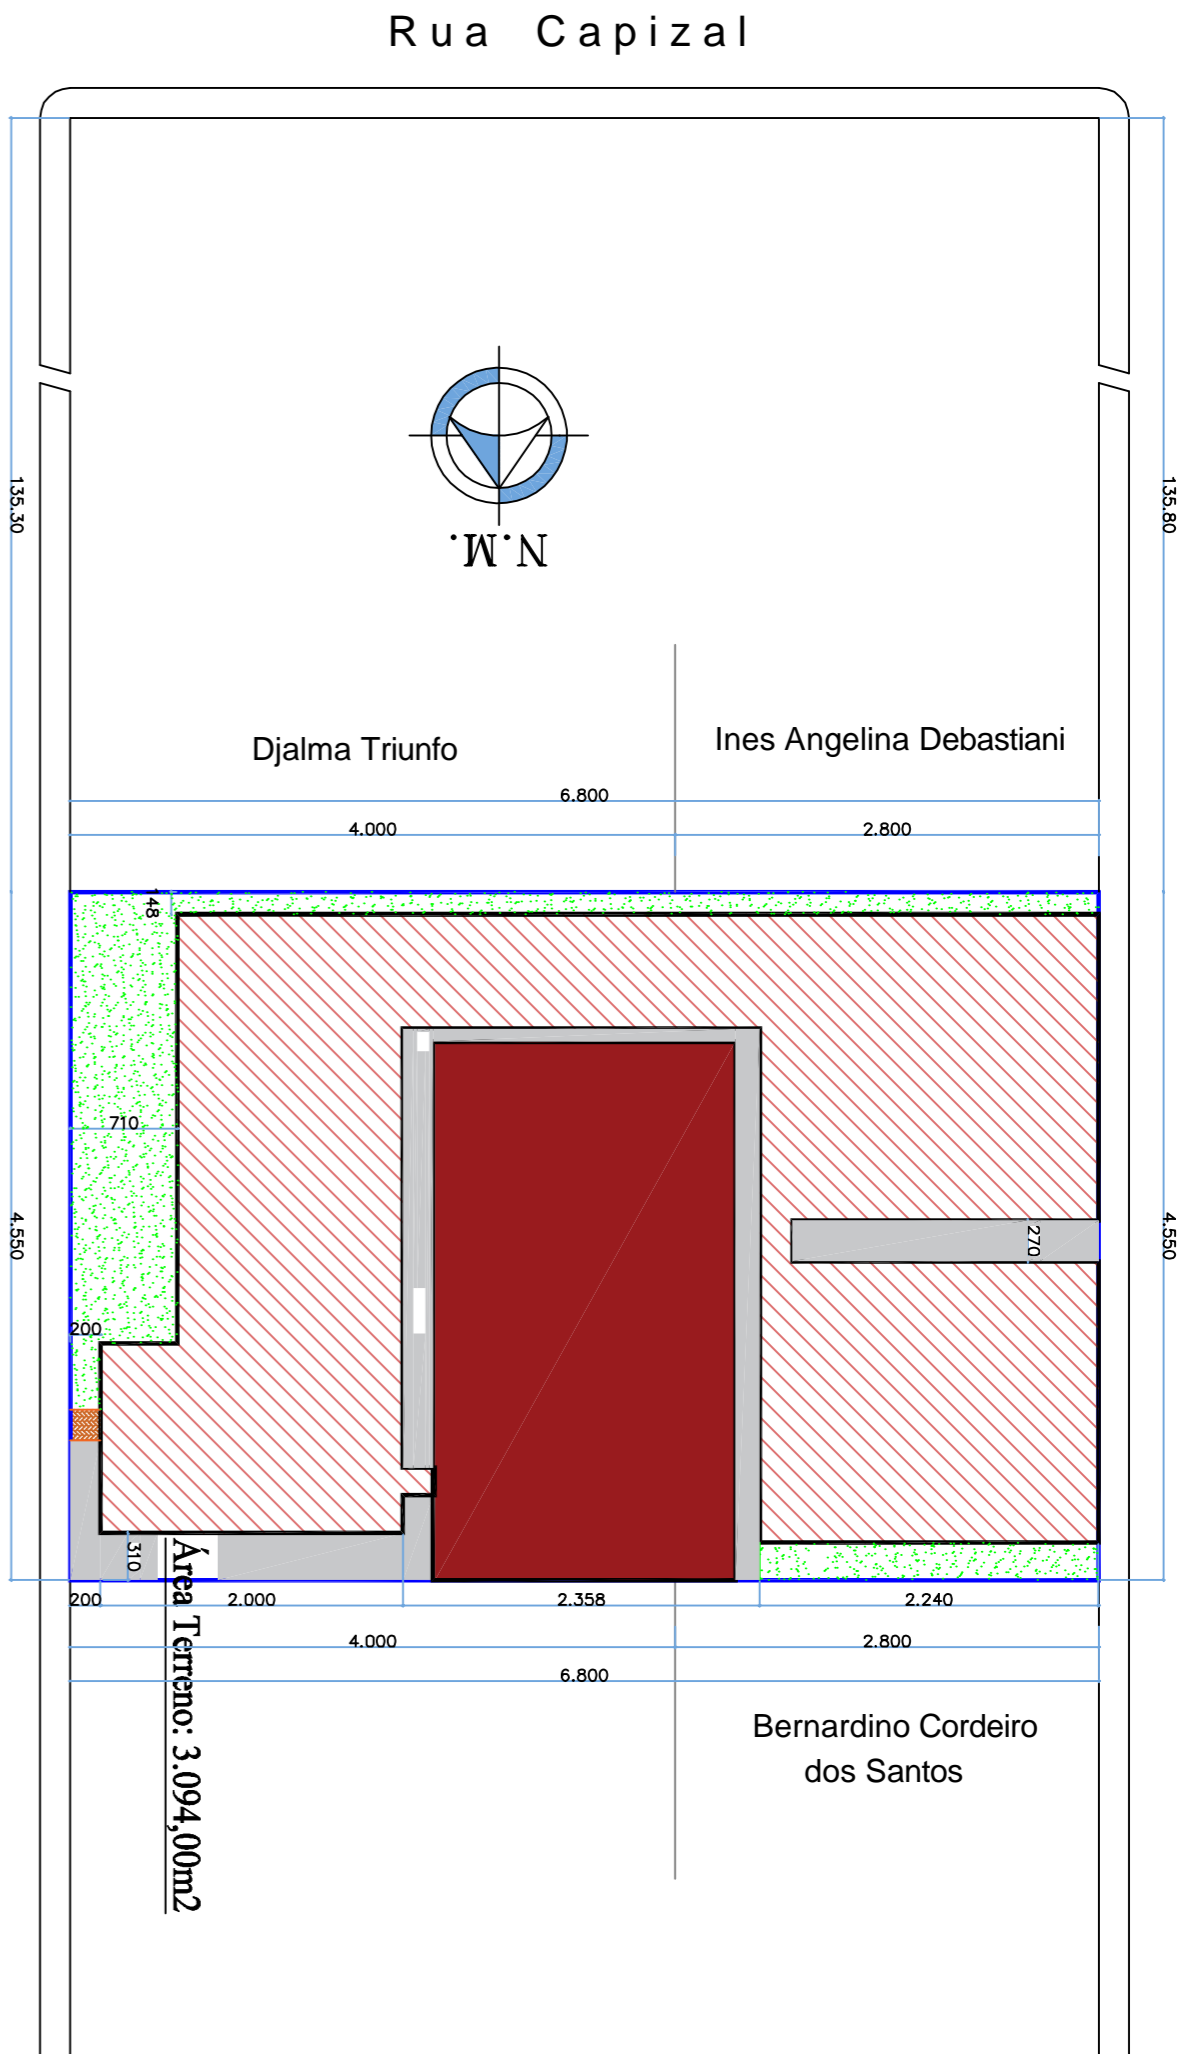 Rua Capizal
135.30
135.80
N.M.
Djalma Triunfo
Ines Angelina Debastiani
6.800
4.000
2.800
148
710
4.550
4.550
270
200
310
200
2.000
2.358
2.240
4.000
2.800
6.800
Área Terreno: 3.094,00m2
Bernardino Cordeiro
dos Santos